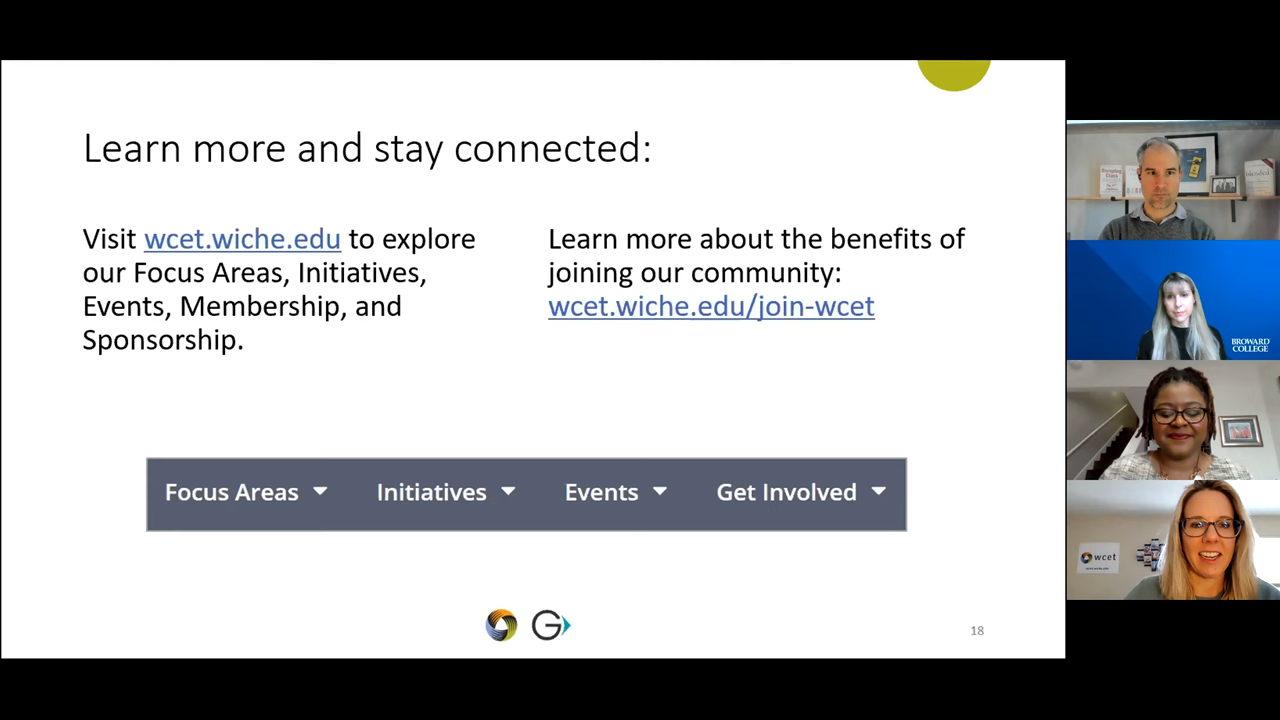 Learn more and stay connected:
Visit wcet.wiche.edu to explore
our Focus Areas, Initiatives,
Events, Membership, and
Sponsorship.
Learn more about the benefits of
joining our community:
wcet.wiche.edu/join-wcet
Focus Areas Initiatives Events Get Involved
G
18
blended
BROWARD
COLLEGE
wcet